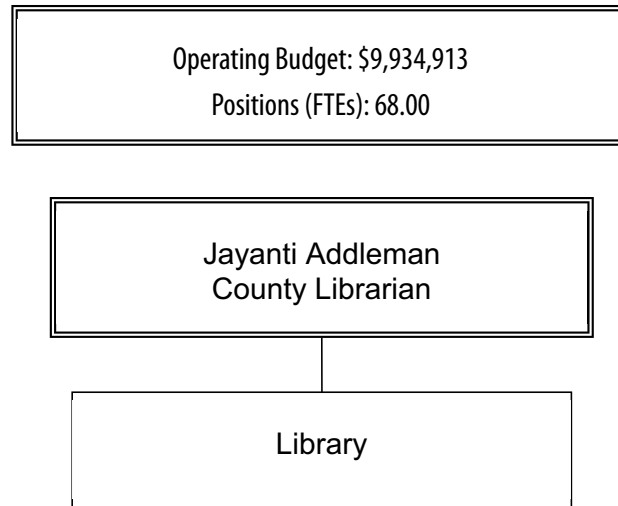 Operating Budget: $9,934,913
Positions (FTEs): 68.00
Jayanti Addleman
County Librarian
Library